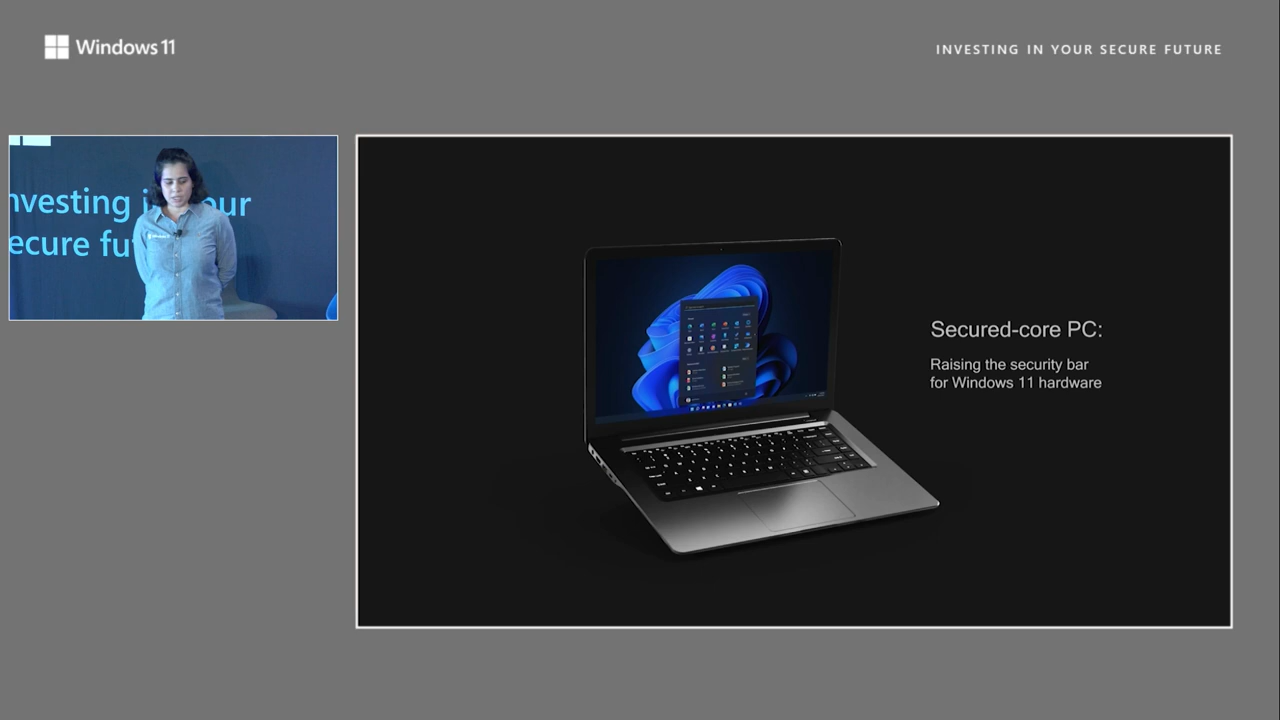 Windows 11
INVESTING IN YOUR SECURE FUTURE
nvesting i our
ecure fu
Secured-core PC:
Raising the security bar
for Windows 11 hardware